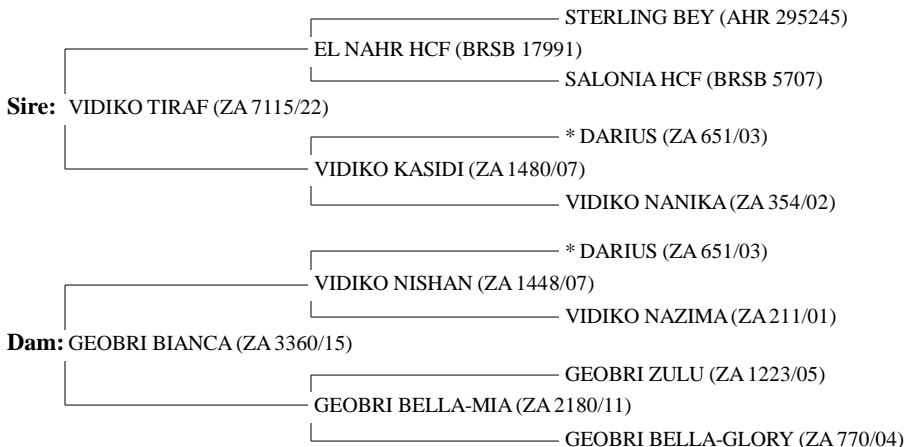 STERLING BEY (AHR 295245)
EL NAHR HCF (BRSB 17991)
SALONIA HCF (BRSB 5707)
Sire: VIDIKO TIRAF (ZA 7115/22)
* DARIUS (ZA 651/03)
VIDIKO KASIDI (ZA 1480/07)
VIDIKO NANIKA (ZA 354/02)
* DARIUS (ZA 651/03)
VIDIKO NISHAN (ZA 1448/07)
VIDIKO NAZIMA (ZA 211/01)
Dam: GEOBRI BIANCA (ZA 3360/15)
GEOBRI ZULU (ZA 1223/05)
GEOBRI BELLA-MIA (ZA 2180/11)
GEOBRI BELLA-GLORY (ZA 770/04)